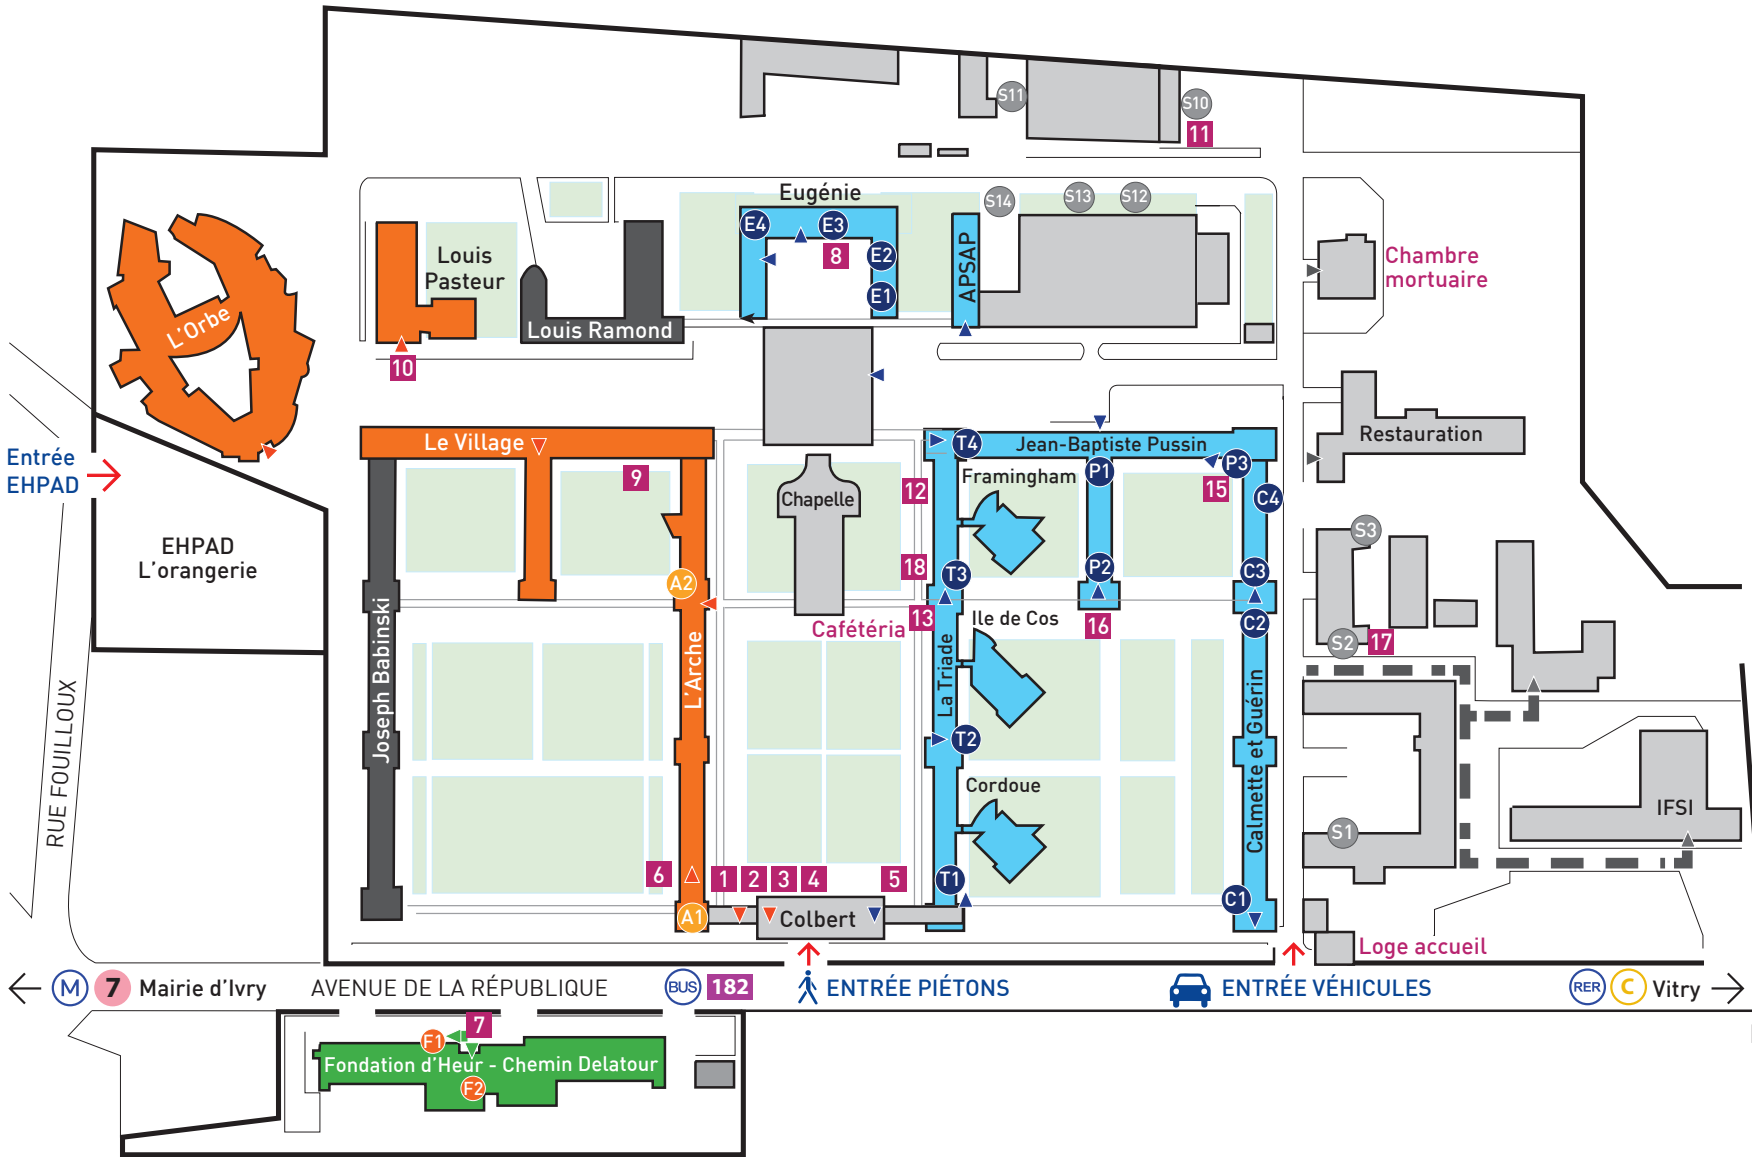 S11
S10
11
Eugénie
E4
E3
E2
E1
8
S14
S13
S12
APSAP
Louis
Pasteur
Louis Ramond
10
L'Orbe
Chambre
mortuaire
Entrée
EHPAD
EHPAD
L'orangerie
Le Village
9
A2
Chapelle
12
18
13
Cafétéria
T4
Jean-Baptiste Pussin
Framingham
P1
P3
15
C4
Restauration
T3
P2
C3
16
C2
Ile de Cos
S3
S2
17
Joseph Babinski
L'Arche
La Triade
T2
Calmette et Guérin
Cordoue
IFSI
S1
RUE FOUILLOUX
6
1
2
3
4
5
T1
C1
A1
Colbert
Loge accueil
M 7 Mairie d'Ivry
AVENUE DE LA RÉPUBLIQUE
BUS 182
ENTRÉE PIÉTONS
ENTRÉE VÉHICULES
RER C Vitry
7
F1
Fondation d'Heur - Chemin Delatour
F2